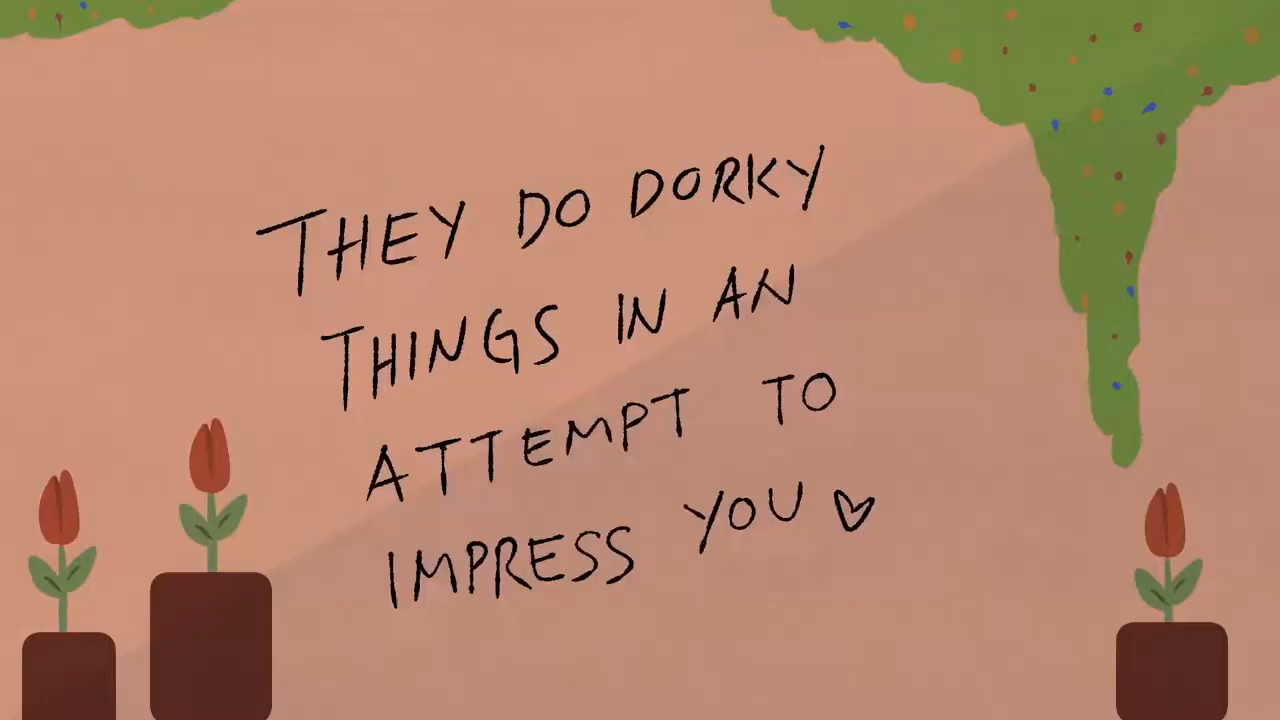 THEY DO DORKY
THINGS IN AN
ATTEMPT TO
IMPRESS YOU ♡